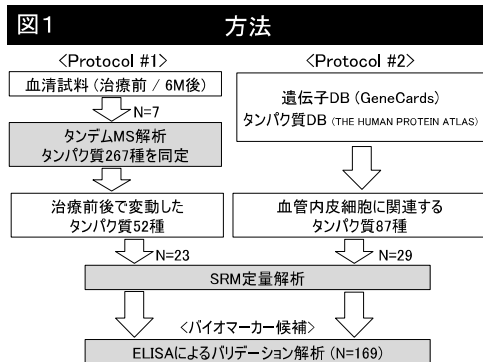 図1 方法
<Protocol #1>
血清試料 (治療前 / 6M後)
N=7
タンデムMS解析
タンパク質267種を同定
治療前後で変動した
タンパク質52種
N=23
<Protocol #2>
遺伝子DB (GeneCards)
タンパク質DB (THE HUMAN PROTEIN ATLAS)
血管内皮細胞に関連する
タンパク質87種
N=29
SRM定量解析
<バイオマーカー候補>
ELISAによるバリデーション解析 (N=169)